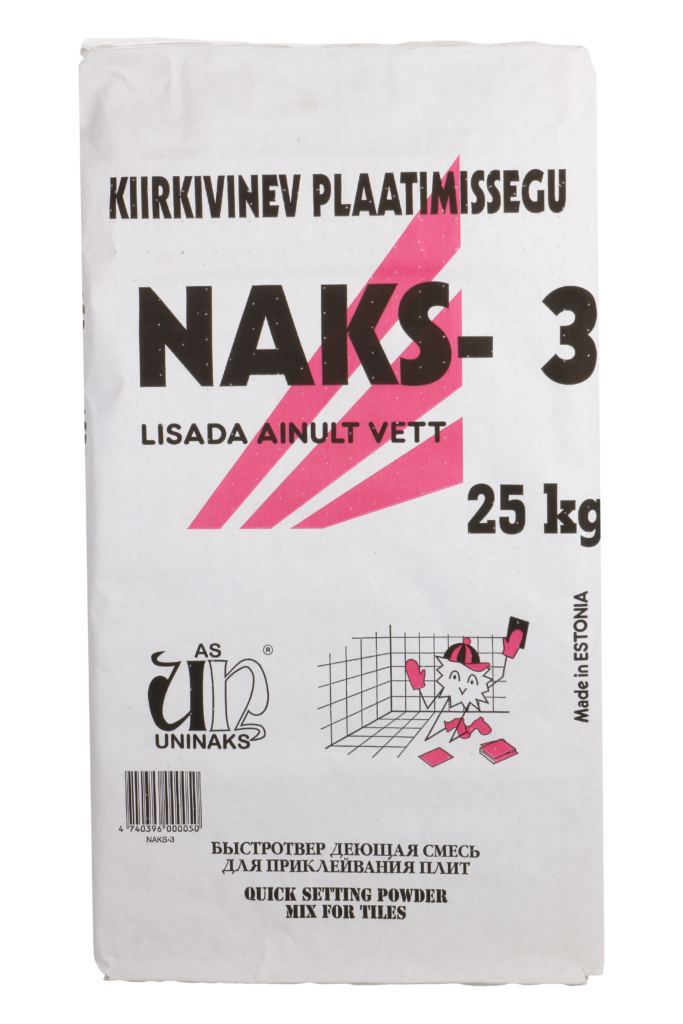 KIIRKIVINEV PLAATIMISSEGU
NAKS- 3
LISADA AINULT VETT
25 kg
Made in ESTONIA
AS
un ®
UNINAKS
4 740396 000050
NAKS-3
БЫСТРОТВЕР ДЕЮЩАЯ СМЕСЬ
ДЛЯ ПРИКЛЕЙВАНИЯ ПЛИТ
QUICK SETTING POWDER
MIX FOR TILES